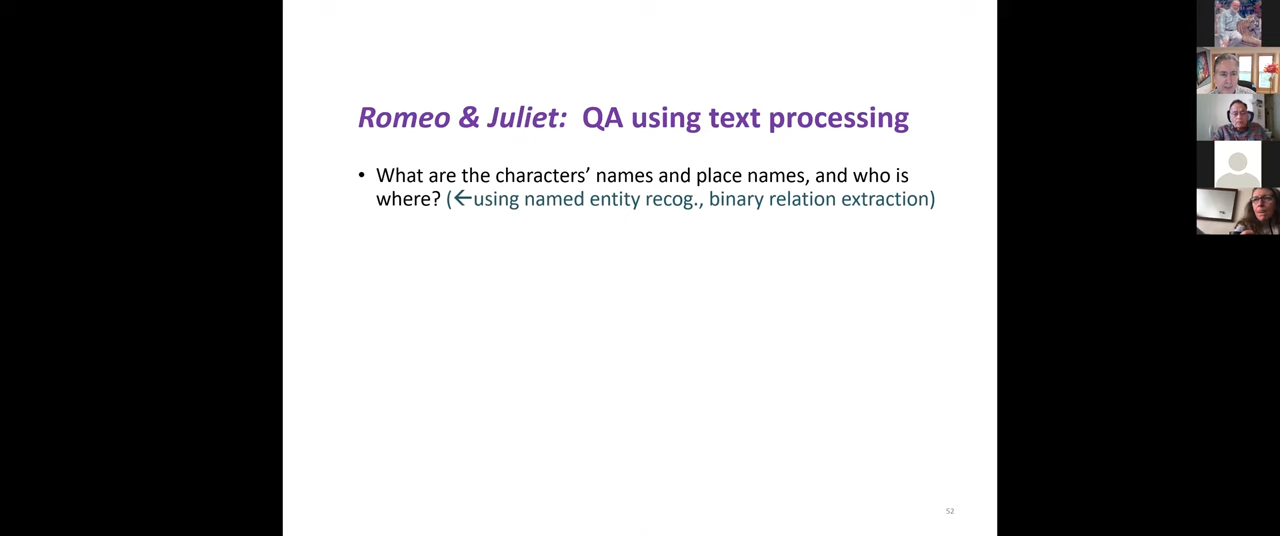 Romeo & Juliet: QA using text processing
• What are the characters’ names and place names, and who is
where? (←using named entity recog., binary relation extraction)
52